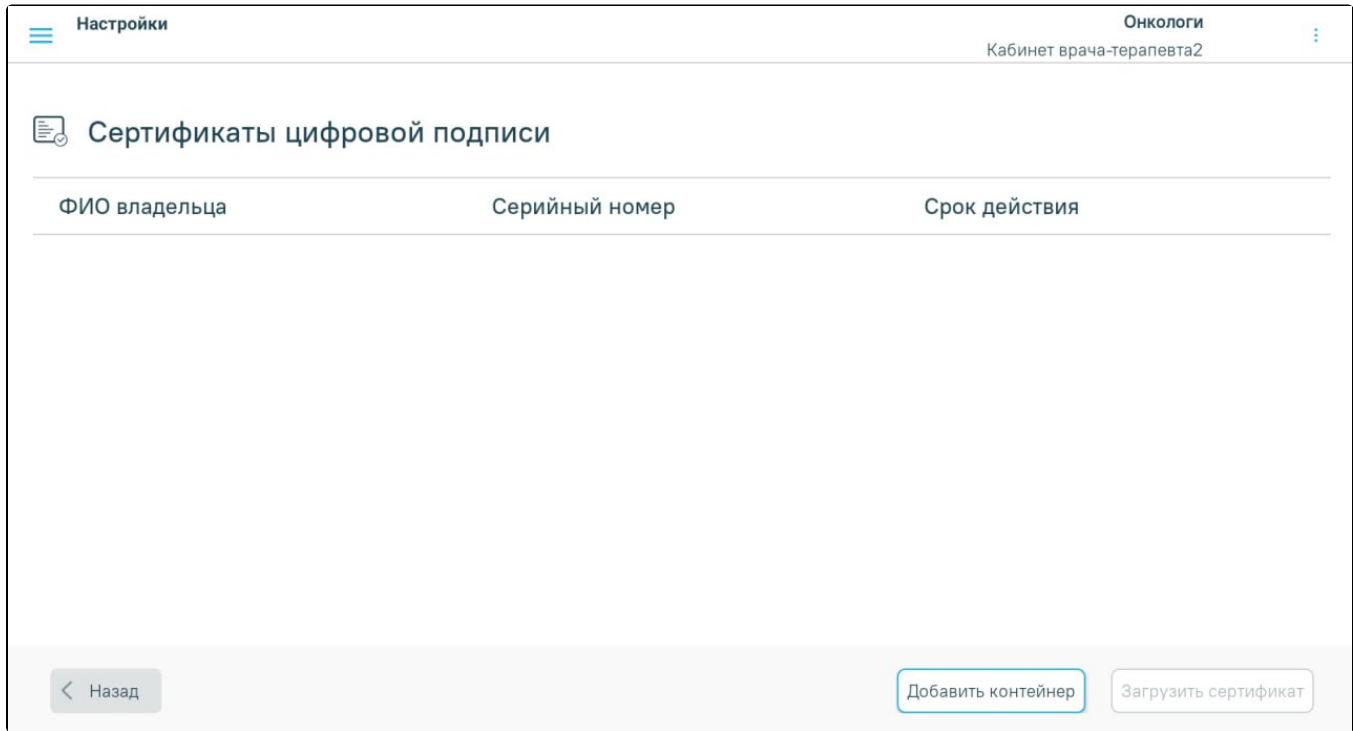 Настройки
Онкологи
Кабинет врача-терапевта2
Сертификаты цифровой подписи
ФИО владельца
Серийный номер
Срок действия
Назад
Добавить контейнер
Загрузить сертификат